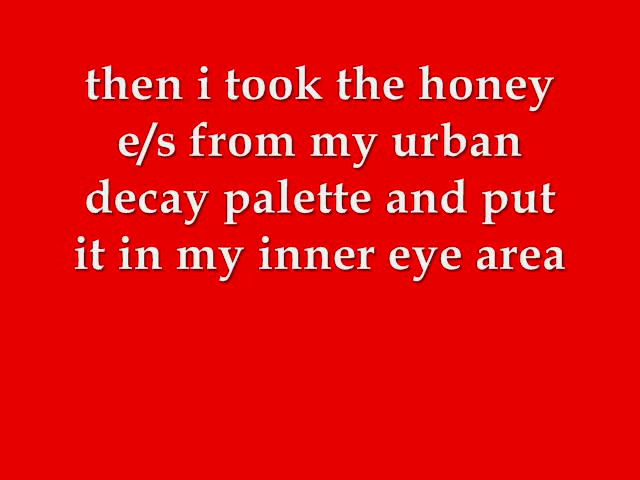 then i took the honey
e/s from my urban
decay palette and put
it in my inner eye area